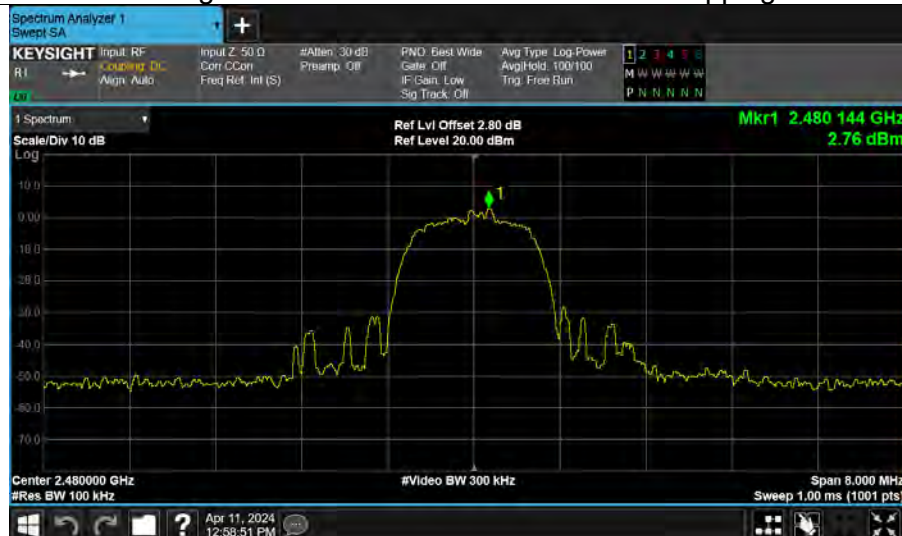 Spectrum Analyzer 1
Swept SA
+
KEYSIGHT Input: RF Input Z: 50 Ω #Atten: 30 dB PNO: Best Wide Avg Type: Log-Power 1 2 3 4 5 6
Coupling: DC Corr CCorr Preamp: Off Gate: Off Avg|Hold: 100/100 M W W W W W
Align: Auto Freq Ref: Int (S) IF Gain: Low Trig: Free Run
Sig Track: Off P N N N N N
1 Spectrum Ref Lvl Offset 2.80 dB Mkr1 2.480 144 GHz
Scale/Div 10 dB Ref Level 20.00 dBm 2.76 dBm
Log
10.0
1
0.00
-10.0
-20.0
-30.0
-40.0
-50.0
-60.0
-70.0
Center 2.480000 GHz #Video BW 300 kHz Span 8.000 MHz
#Res BW 100 kHz Sweep 1.00 ms (1001 pts)
? Apr 11, 2024
12:58:51 PM